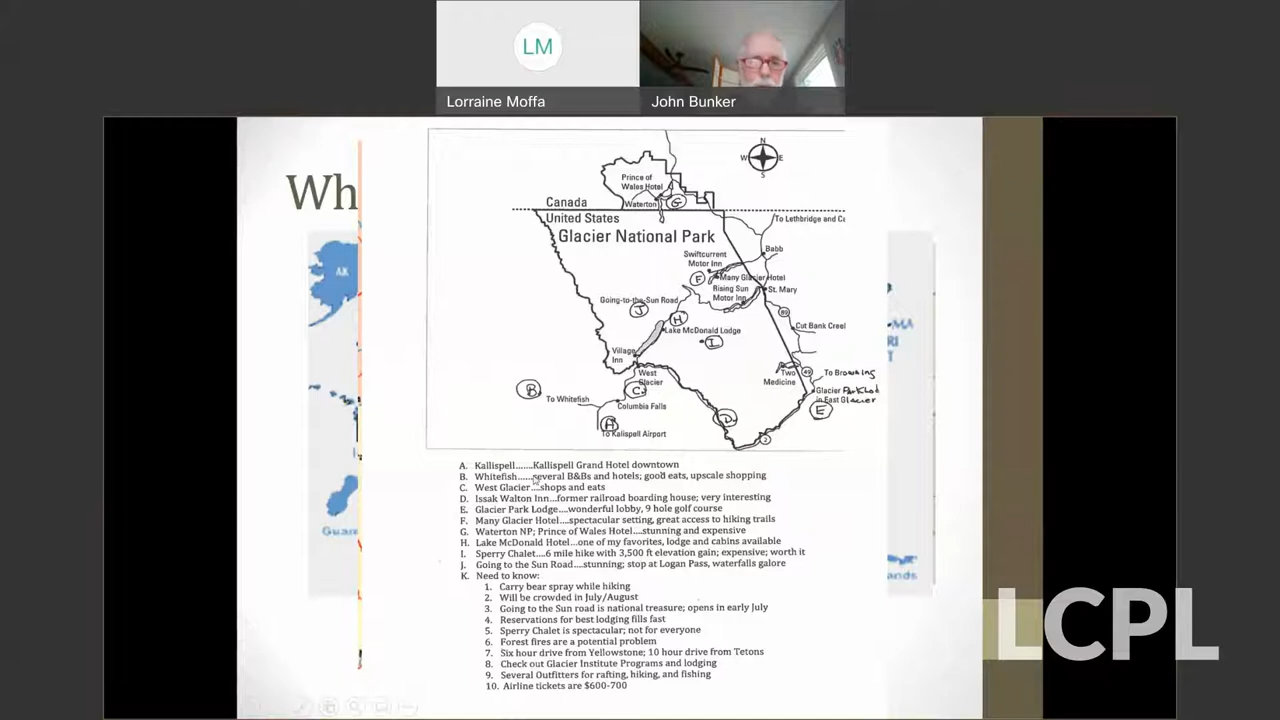 LM
Lorraine Moffa
John Bunker
Wh
AK
MA
RI
T
Guam
ands
N
W E
S
Prince of
Wales Hotel
Waterton
G
Canada
United States
To Lethbridge and Ca
Glacier National Park
Babb
Swiftcurrent
Motor Inn
F
Many Glacier Hotel
Rising Sun
Motor Inn
St. Mary
Going-to-the-Sun Road
J
H
89
Cut Bank Creek
Lake McDonald Lodge
I
Village
Inn
West
Glacier
Two
Medicine
49
To Browning
Glacier Park Lod
in East Glacier
B
C
E
To Whitefish
Columbia Falls
D
A
To Kalispell Airport
2
A. Kallispell.......Kallispell Grand Hotel downtown
B. Whitefish......several B&Bs and hotels; good eats, upscale shopping
C. West Glacier....shops and eats
D. Issak Walton Inn...former railroad boarding house; very interesting
E. Glacier Park Lodge....wonderful lobby, 9 hole golf course
F. Many Glacier Hotel....spectacular setting, great access to hiking trails
G. Waterton NP; Prince of Wales Hotel....stunning and expensive
H. Lake McDonald Hotel...one of my favorites, lodge and cabins available
I. Sperry Chalet....6 mile hike with 3,500 ft elevation gain; expensive; worth it
J. Going to the Sun Road....stunning; stop at Logan Pass, waterfalls galore
K. Need to know:
1. Carry bear spray while hiking
2. Will be crowded in July/August
3. Going to the Sun road is national treasure; opens in early July
4. Reservations for best lodging fills fast
5. Sperry Chalet is spectacular; not for everyone
6. Forest fires are a potential problem
7. Six hour drive from Yellowstone; 10 hour drive from Tetons
8. Check out Glacier Institute Programs and lodging
9. Several Outfitters for rafting, hiking, and fishing
10. Airline tickets are $600-700
LCPL